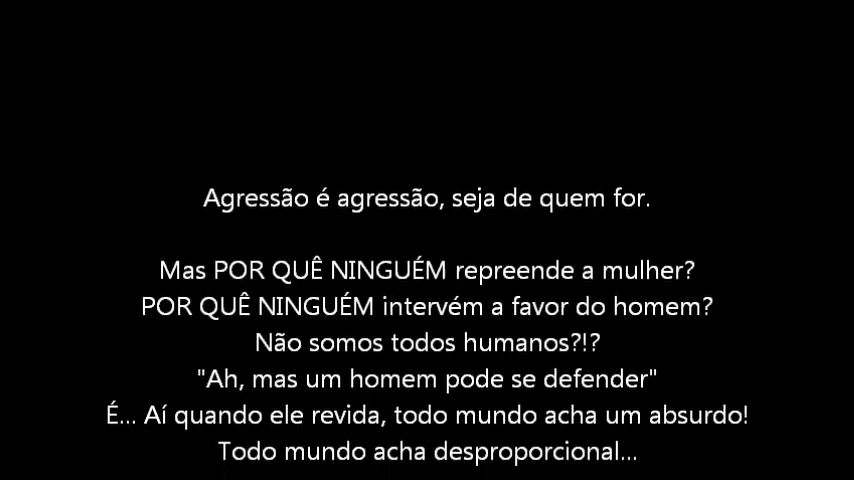 Agressão é agressão, seja de quem for.
Mas POR QUÊ NINGUÉM repreende a mulher?
POR QUÊ NINGUÉM intervém a favor do homem?
Não somos todos humanos?!?
"Ah, mas um homem pode se defender"
É... Aí quando ele revida, todo mundo acha um absurdo!
Todo mundo acha desproporcional...